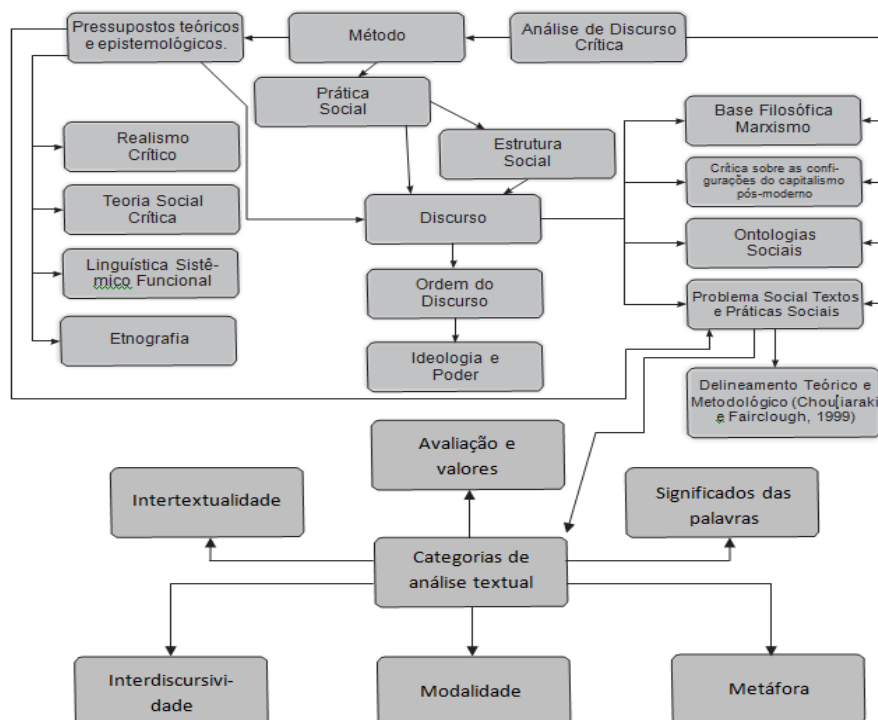 Pressupostos teóricos
e epistemológicos.
Método
Análise de Discurso
Crítica
Prática
Social
Estrutura
Social
Base Filosófica
Marxismo
Realismo
Crítico
Crítica sobre as confi-
gurações do capitalismo
pós-moderno
Teoria Social
Crítica
Discurso
Ontologias
Sociais
Linguística Sistê-
mico Funcional
Ordem do
Discurso
Problema Social Textos
e Práticas Sociais
Etnografia
Ideologia e
Poder
Delineamento Teórico e
Metodológico (Chouliaraki
e Fairclough, 1999)
Avaliação e
valores
Intertextualidade
Significados das
palavras
Categorias de
análise textual
Interdiscursivi-
dade
Modalidade
Metáfora